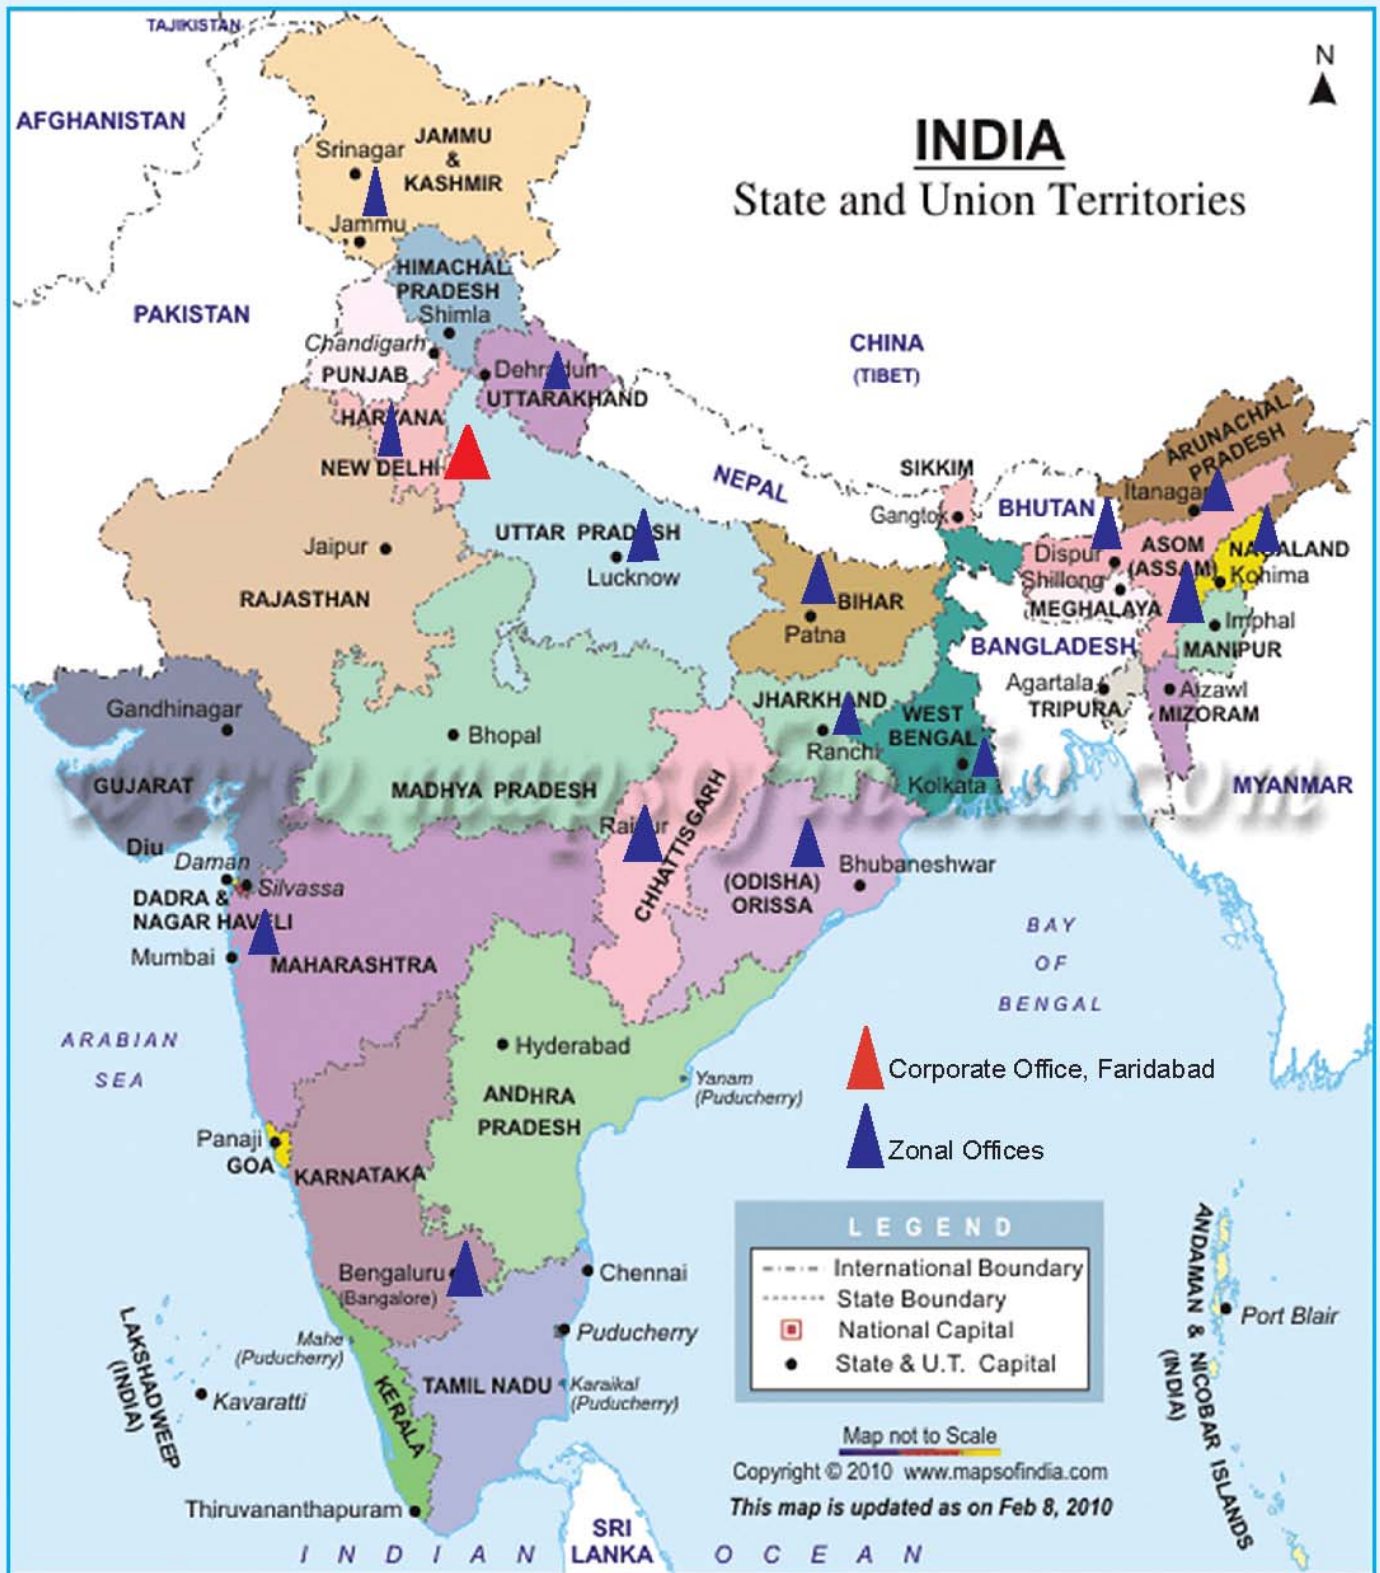 TAJIKISTAN
AFGHANISTAN
N
INDIA
State and Union Territories
JAMMU
&
KASHMIR
Srinagar
Jammu
HIMACHAL
PRADESH
Shimla
PAKISTAN
Chandigarh
PUNJAB
CHINA
(TIBET)
Dehradun
UTTARAKHAND
HARYANA
NEW DELHI
NEPAL
SIKKIM
Gangtok
BHUTAN
ARUNACHAL
PRADESH
Itanagar
UTTAR PRADESH
Lucknow
Jaipur
RAJASTHAN
Dispur
ASOM
(ASSAM)
NAGALAND
Kohima
Shillong
MEGHALAYA
BIHAR
Patna
BANGLADESH
Imphal
MANIPUR
Agartala
TRIPURA
Aizawl
MIZORAM
Gandhinagar
GUJARAT
Bhopal
MADHYA PRADESH
JHARKHAND
Ranchi
WEST
BENGAL
Kolkata
MYANMAR
www.mapsofindia.com
Diu
Daman
Silvassa
DADRA &
NAGAR HAVELI
Mumbai
MAHARASHTRA
Raipur
CHHATTISGARH
(ODISHA)
ORISSA
Bhubaneshwar
BAY
OF
BENGAL
ARABIAN
SEA
Hyderabad
ANDHRA
PRADESH
Yanam
(Puducherry)
Corporate Office, Faridabad
Zonal Offices
Panaji
GOA
KARNATAKA
Bengaluru
(Bangalore)
Chennai
Puducherry
Mahe
(Puducherry)
TAMIL NADU
Karaikal
(Puducherry)
KERALA
LAKSHADWEEP
(INDIA)
Kavaratti
Thiruvananthapuram
LEGEND
International Boundary
State Boundary
National Capital
State & U.T. Capital
Map not to Scale
Copyright © 2010 www.mapsofindia.com
This map is updated as on Feb 8, 2010
ANDAMAN & NICOBAR ISLANDS
(INDIA)
Port Blair
SRI
LANKA
INDIAN OCEAN